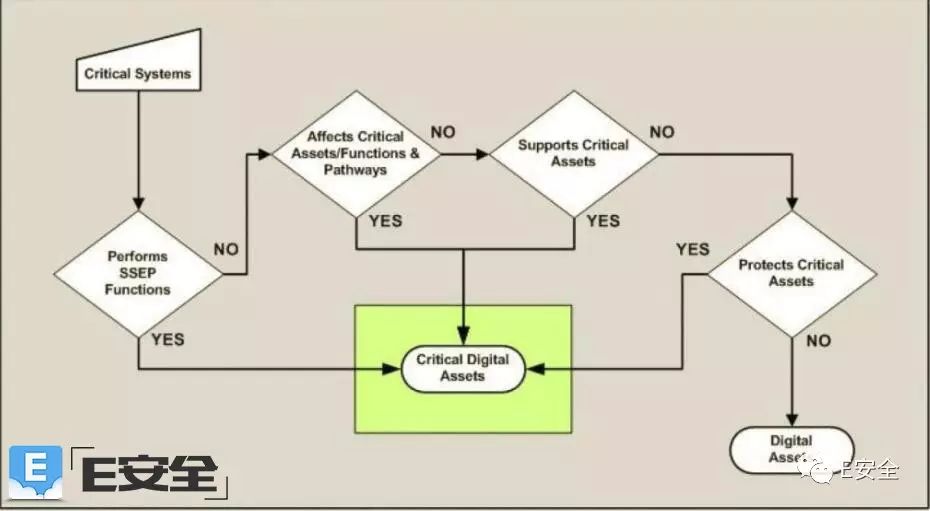 Critical Systems
Affects Critical
Assets/Functions &
Pathways
NO
Supports Critical
Assets
NO
YES
YES
Performs
SSEP
Functions
NO
YES
Protects Critical
Assets
YES
NO
Critical Digital
Assets
Digital
E
E安全
E安全